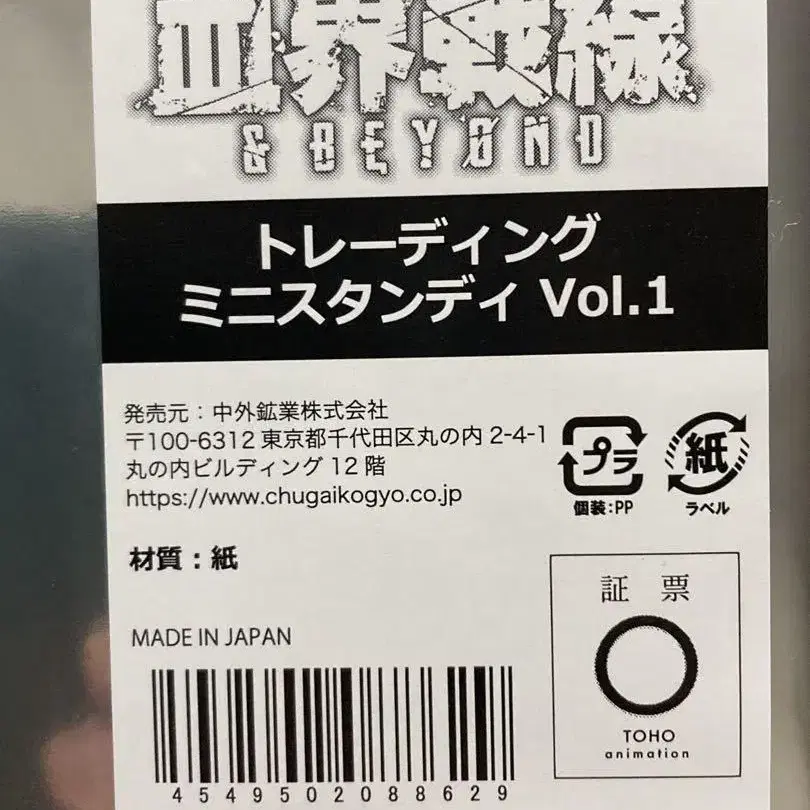 血界戦線
& BEYOND
トレーディング
ミニスタンディ Vol.1
発売元：中外鉱業株式会社
〒100-6312 東京都千代田区丸の内 2-4-1
丸の内ビルディング 12 階
https://www.chugaikogyo.co.jp
プラ
個装：PP
紙
ラベル
材質：紙
証 票
TOHO
animation
MADE IN JAPAN
4549502088629